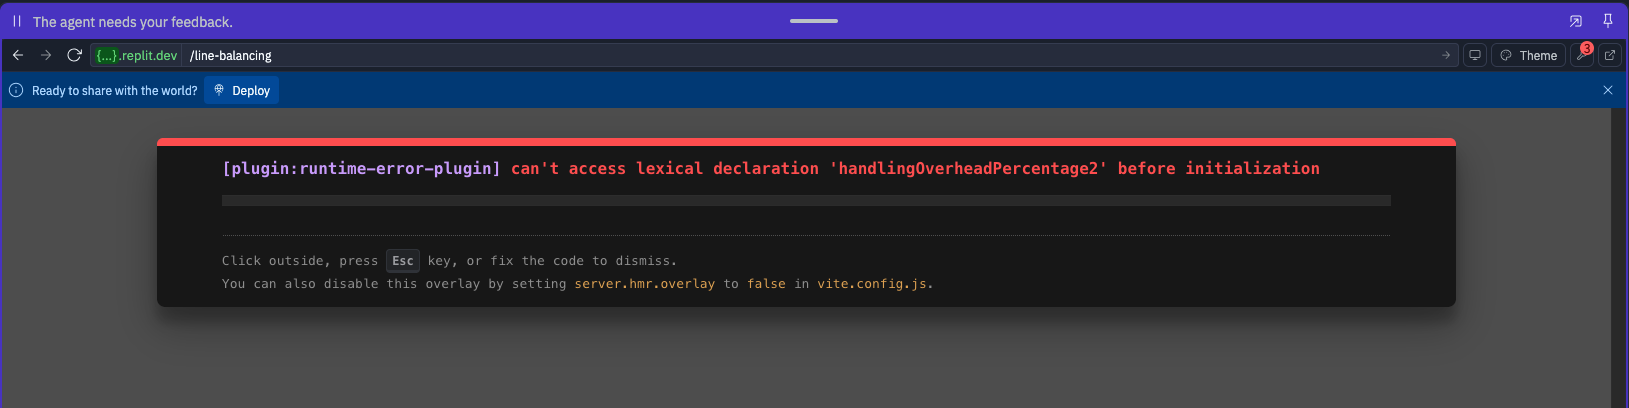 The agent needs your feedback.
{...}.replit.dev /line-balancing
Theme
3
Ready to share with the world? Deploy
[plugin:runtime-error-plugin] can't access lexical declaration 'handlingOverheadPercentage2' before initialization
Click outside, press Esc key, or fix the code to dismiss.
You can also disable this overlay by setting server.hmr.overlay to false in vite.config.js.